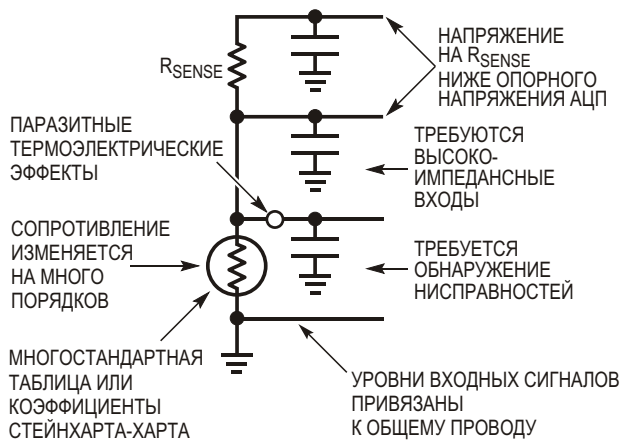 НАПРЯЖЕНИЕ
НА RSENSE
НИЖЕ ОПОРНОГО
НАПРЯЖЕНИЯ АЦП
RSENSE
ПАРАЗИТНЫЕ
ТЕРМОЭЛЕКТРИЧЕСКИЕ
ЭФФЕКТЫ
ТРЕБУЮТСЯ
ВЫСОКО-
ИМПЕДАНСНЫЕ
ВХОДЫ
СОПРОТИВЛЕНИЕ
ИЗМЕНЯЕТСЯ
НА МНОГО
ПОРЯДКОВ
ТРЕБУЕТСЯ
ОБНАРУЖЕНИЕ
НИСПРАВНОСТЕЙ
МНОГОСТАНДАРТНАЯ
ТАБЛИЦА ИЛИ
КОЭФФИЦИЕНТЫ
СТЕЙНХАРТА-ХАРТА
УРОВНИ ВХОДНЫХ СИГНАЛОВ
ПРИВЯЗАНЫ
К ОБЩЕМУ ПРОВОДУ